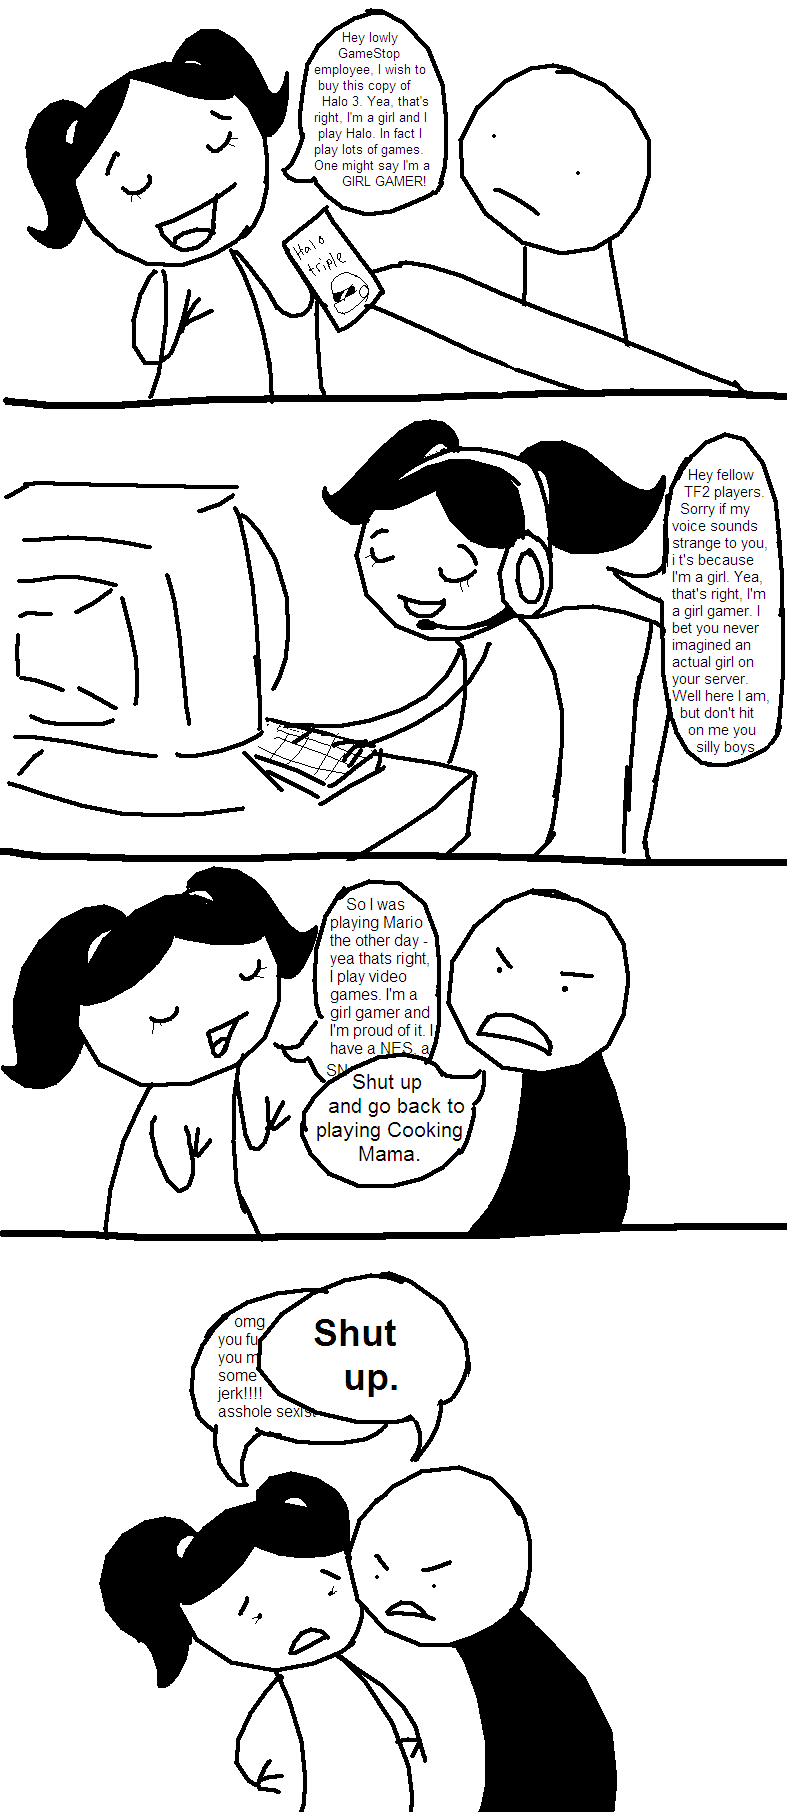 Hey lowly
GameStop
employee, I wish to
buy this copy of
Halo 3. Yea, that's
right, I'm a girl and I
play Halo. In fact I
play lots of games.
One might say I'm a
GIRL GAMER!
Halo
triple
Hey fellow
TF2 players.
Sorry if my
voice sounds
strange to you,
i t's because
I'm a girl. Yea,
that's right, I'm
a girl gamer. I
bet you never
imagined an
actual girl on
your server.
Well here I am,
but don't hit
on me you
silly boys
So I was
playing Mario
the other day -
yea thats right,
I play video
games. I'm a
girl gamer and
I'm proud of it. I
have a NES, a
SN
Shut up
and go back to
playing Cooking
Mama.
omg
you fu
you m
some
jerk!!!!
asshole sexist
Shut
up.